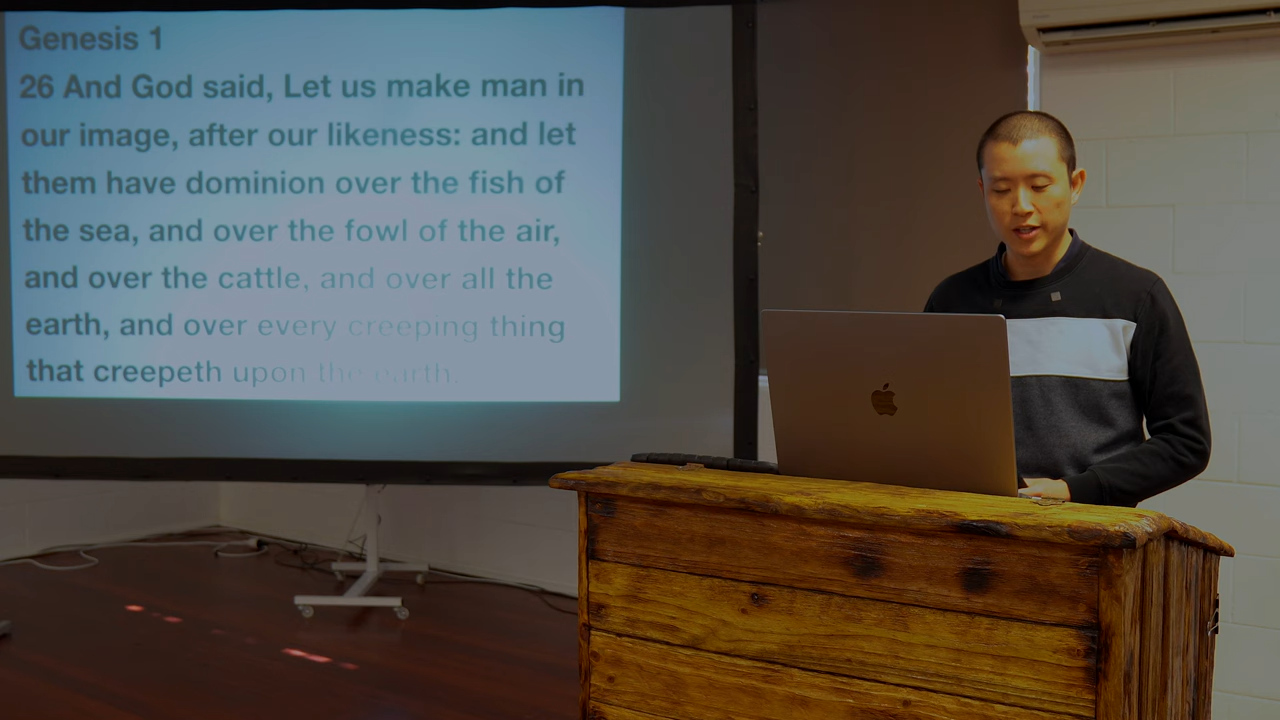 Genesis 1
26 And God said, Let us make man in
our image, after our likeness: and let
them have dominion over the fish of
the sea, and over the fowl of the air,
and over the cattle, and over all the
earth, and over every creeping thing
that creepeth upon the earth.